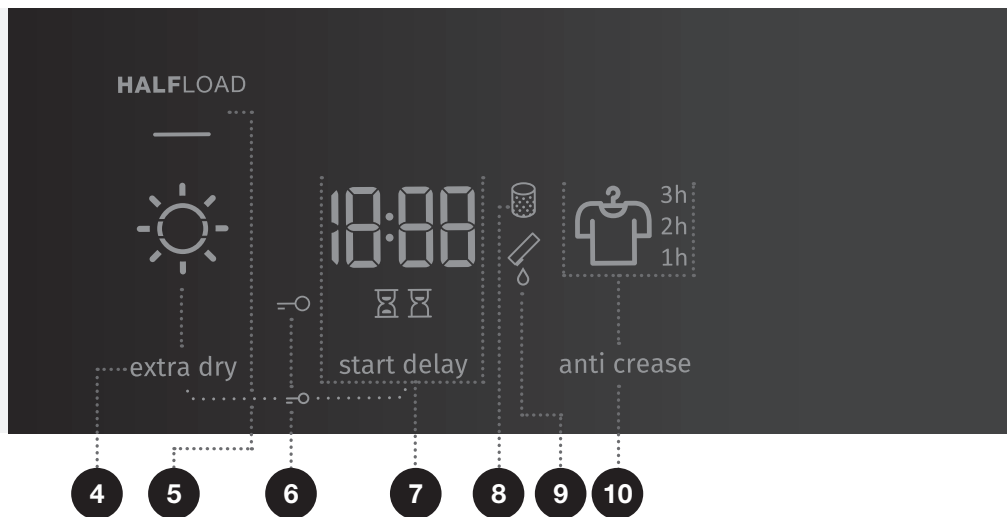 HALFLOAD
18:88
3h
2h
1h
extra dry
start delay
anti crease
4 5 6 7 8 9 10